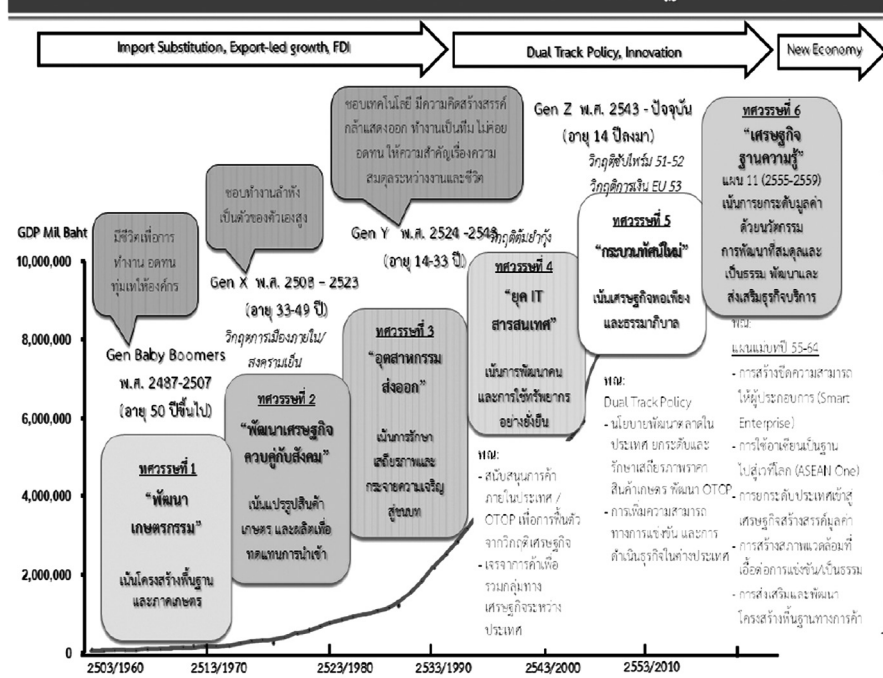 Import Substitution, Export-led growth, FDI
Dual Track Policy, Innovation
New Economy
GDP Mil Baht
10,000,000
8,000,000
6,000,000
4,000,000
2,000,000
0
มีชีวิตเพื่อการ
ทำงาน อดทน
ทุ่มเทให้องค์กร
Gen Baby Boomers
พ.ศ. 2487-2507
(อายุ 50 ปีขึ้นไป)
ทศวรรษที่ 1
"พัฒนา
เกษตรกรรม"
เน้นโครงสร้างพื้นฐาน
และภาคเกษตร
ชอบทำงานลำพัง
เป็นตัวของตัวเองสูง
Gen X พ.ศ. 2508 - 2523
(อายุ 33-49 ปี)
วิกฤตการเมืองภายใน/
สงครามเย็น
ทศวรรษที่ 2
"พัฒนาเศรษฐกิจ
ควบคู่กับสังคม"
เน้นแปรรูปสินค้า
เกษตร และผลิตเพื่อ
ทดแทนการนำเข้า
ชอบเทคโนโลยี มีความคิดสร้างสรรค์
กล้าแสดงออก ทำงานเป็นทีม ไม่ค่อย
อดทน ให้ความสำคัญเรื่องความ
สมดุลระหว่างงานและชีวิต
Gen Y พ.ศ. 2524 -2543
(อายุ 14-33 ปี)
ทศวรรษที่ 3
"อุตสาหกรรม
ส่งออก"
เน้นการรักษา
เสถียรภาพและ
กระจายความเจริญ
สู่ชนบท
วิกฤติต้มยำกุ้ง
ทศวรรษที่ 4
"ยุค IT
สารสนเทศ"
เน้นการพัฒนาคน
และการใช้ทรัพยากร
อย่างยั่งยืน
พณ:
- สนับสนุนการค้า
ภายในประเทศ /
OTOP เพื่อการฟื้นตัว
จากวิกฤติเศรษฐกิจ
- เจรจาการค้าเพื่อ
รวมกลุ่มทาง
เศรษฐกิจระหว่าง
ประเทศ
Gen Z พ.ศ. 2543 - ปัจจุบัน
(อายุ 14 ปีลงมา)
วิกฤติซับไพร์ม 51-52
วิกฤติการเงิน EU 53
ทศวรรษที่ 5
"กระบวนทัศน์ใหม่"
เน้นเศรษฐกิจพอเพียง
และธรรมาภิบาล
พณ:
Dual Track Policy
- นโยบายพัฒนาตลาดใน
ประเทศ ยกระดับและ
รักษาเสถียรภาพราคา
สินค้าเกษตร พัฒนา OTOP
- การเพิ่มความสามารถ
ทางการแข่งขัน และการ
ดำเนินธุรกิจในต่างประเทศ
ทศวรรษที่ 6
"เศรษฐกิจ
ฐานความรู้"
แผน 11 (2555-2559)
เน้นการยกระดับมูลค่า
ด้วยนวัตกรรม
การพัฒนาที่สมดุลและ
เป็นธรรม พัฒนาและ
ส่งเสริมธุรกิจบริการ
พณ:
แผนแม่บทปี 55-64
- การสร้างขีดความสามารถ
ให้ผู้ประกอบการ (Smart
Enterprise)
- การใช้อาเซียนเป็นฐาน
ไปสู่เวทีโลก (ASEAN One)
- การยกระดับประเทศเข้าสู่
เศรษฐกิจสร้างสรรค์มูลค่า
- การสร้างสภาพแวดล้อมที่
เอื้อต่อการแข่งขัน/เป็นธรรม
- การส่งเสริมและพัฒนา
โครงสร้างพื้นฐานทางการค้า
2503/1960
2513/1970
2523/1980
2533/1990
2543/2000
2553/2010